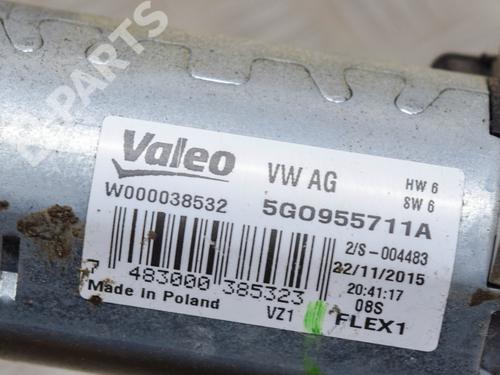 Valeo
VW AG
HW 6
SW 6
W000038532
5GO955711A
2/S-004483
22/11/2015
20:41:17
08S
7 483000 385323
Made in Poland
VZ1
FLEX1
B-PARTS